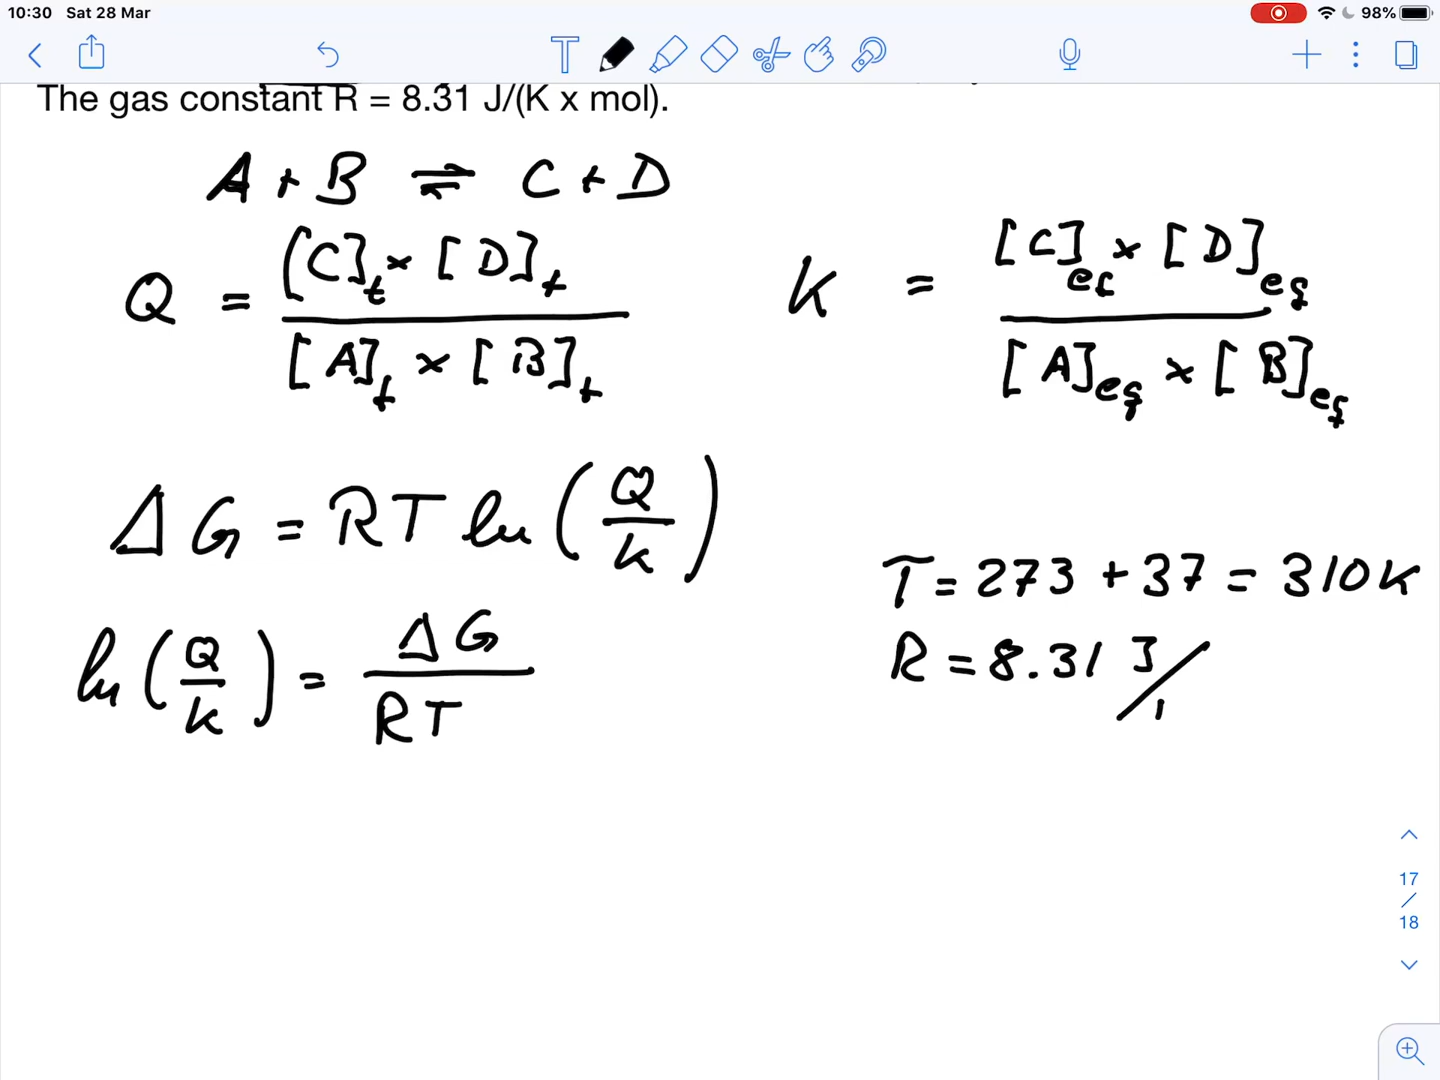 10:30 Sat 28 Mar 98%
T
The gas constant R = 8.31 J/(K x mol).
A + B ⇌ C + D
Q = [C]t × [D]t / [A]t × [B]t
K = [C]eq × [D]eq / [A]eq × [B]eq
ΔG = RT ln (Q/K)
T = 273 + 37 = 310K
ln (Q/K) = ΔG / RT
R = 8.31 J/
17
/
18